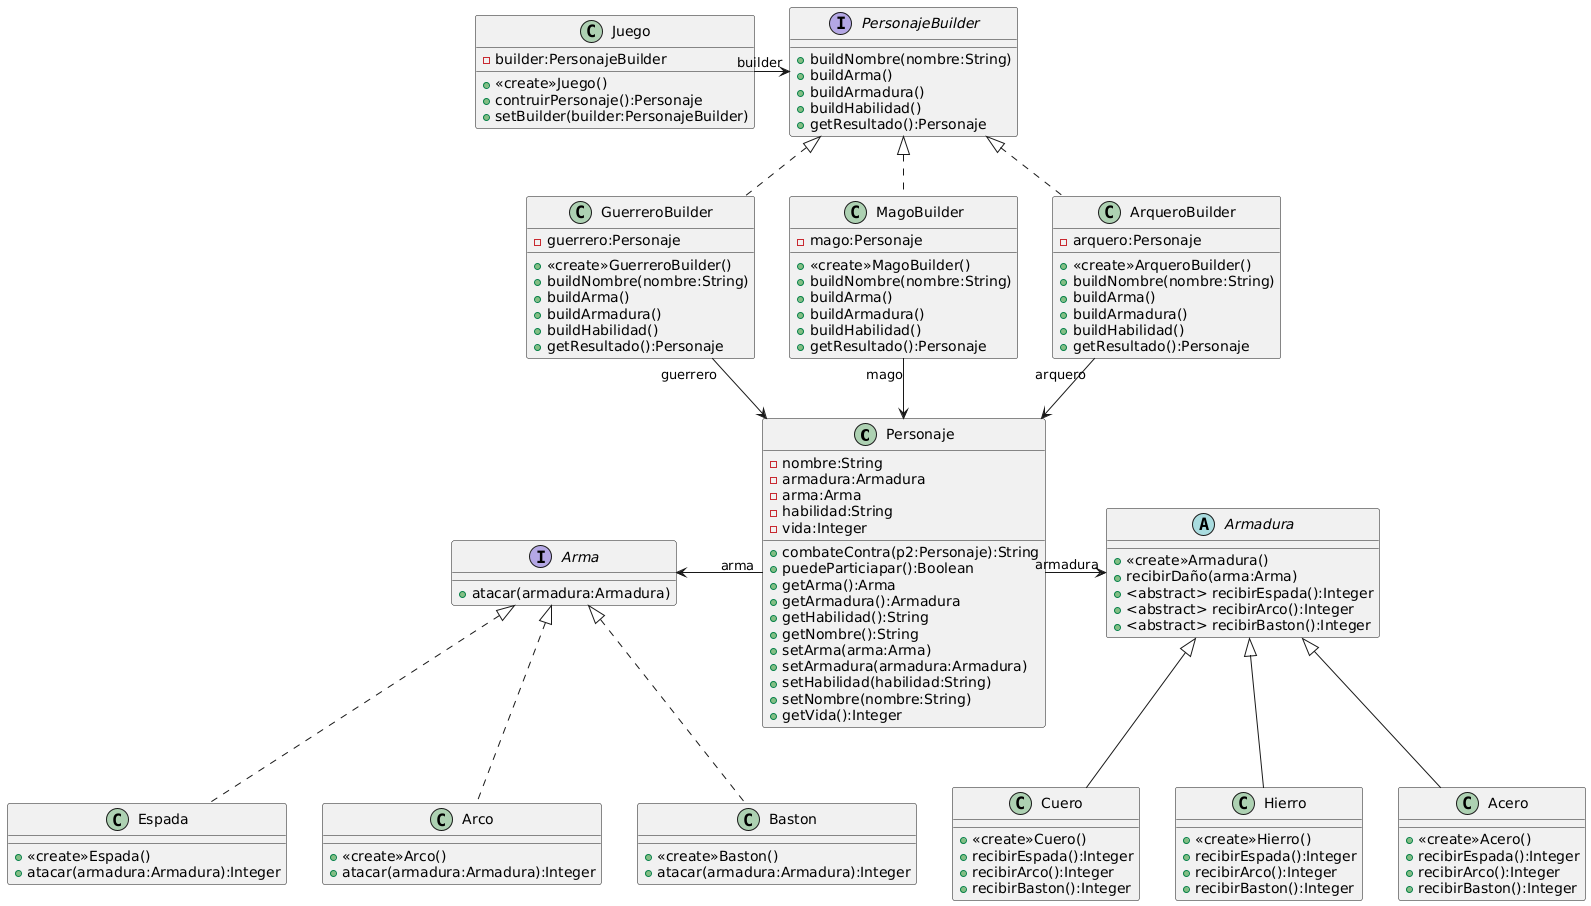 C Juego
builder:PersonajeBuilder
«create»Juego()
contruirPersonaje():Personaje
setBuilder(builder:PersonajeBuilder)
builder
I PersonajeBuilder
buildNombre(nombre:String)
buildArma()
buildArmadura()
buildHabilidad()
getResultado():Personaje
C GuerreroBuilder
guerrero:Personaje
«create»GuerreroBuilder()
buildNombre(nombre:String)
buildArma()
buildArmadura()
buildHabilidad()
getResultado():Personaje
C MagoBuilder
mago:Personaje
«create»MagoBuilder()
buildNombre(nombre:String)
buildArma()
buildArmadura()
buildHabilidad()
getResultado():Personaje
C ArqueroBuilder
arquero:Personaje
«create»ArqueroBuilder()
buildNombre(nombre:String)
buildArma()
buildArmadura()
buildHabilidad()
getResultado():Personaje
guerrero
mago
arquero
C Personaje
nombre:String
armadura:Armadura
arma:Arma
habilidad:String
vida:Integer
combateContra(p2:Personaje):String
puedeParticiapar():Boolean
getArma():Arma
getArmadura():Armadura
getHabilidad():String
getNombre():String
setArma(arma:Arma)
setArmadura(armadura:Armadura)
setHabilidad(habilidad:String)
setNombre(nombre:String)
getVida():Integer
arma
armadura
I Arma
atacar(armadura:Armadura)
A Armadura
«create»Armadura()
recibirDaño(arma:Arma)
<abstract> recibirEspada():Integer
<abstract> recibirArco():Integer
<abstract> recibirBaston():Integer
C Espada
«create»Espada()
atacar(armadura:Armadura):Integer
C Arco
«create»Arco()
atacar(armadura:Armadura):Integer
C Baston
«create»Baston()
atacar(armadura:Armadura):Integer
C Cuero
«create»Cuero()
recibirEspada():Integer
recibirArco():Integer
recibirBaston():Integer
C Hierro
«create»Hierro()
recibirEspada():Integer
recibirArco():Integer
recibirBaston():Integer
C Acero
«create»Acero()
recibirEspada():Integer
recibirArco():Integer
recibirBaston():Integer